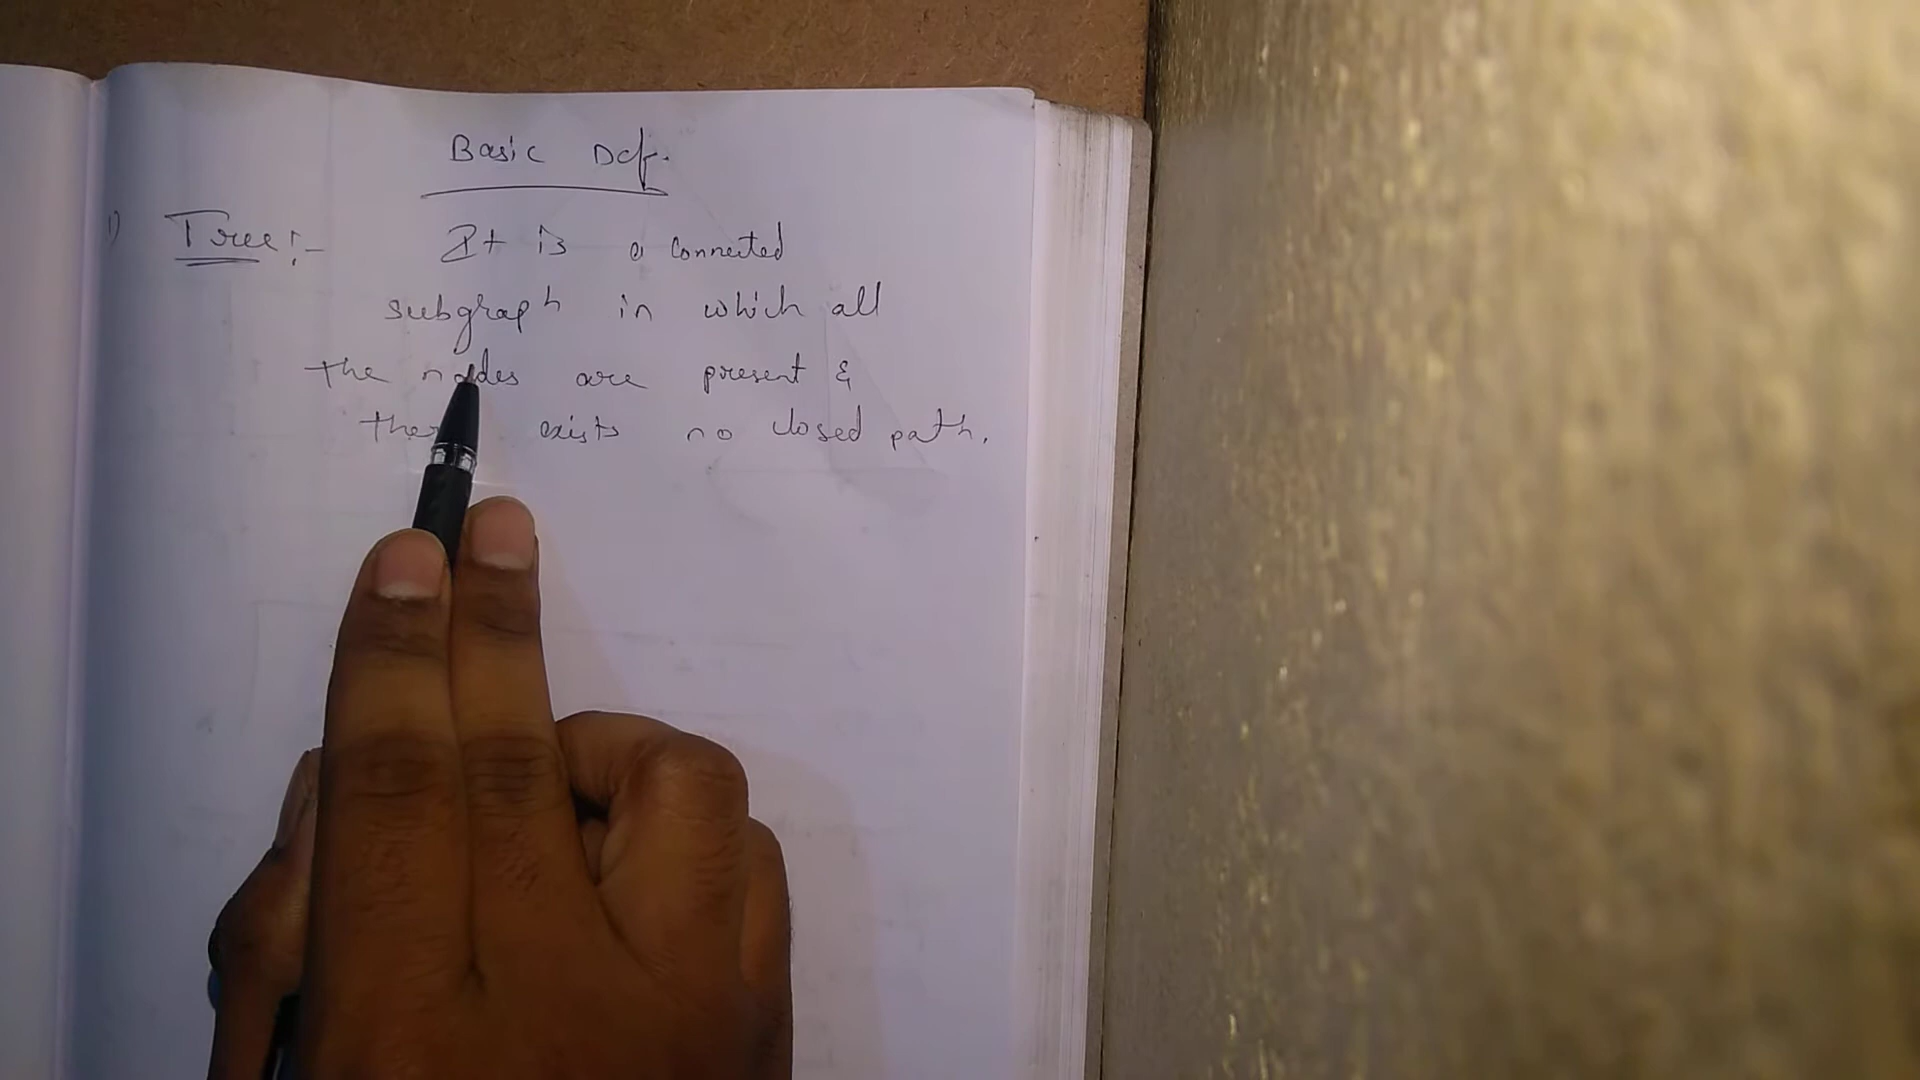 Basic Def.
1) Tree :- It is a connected
subgraph in which all
the nodes are present &
exists no closed path.